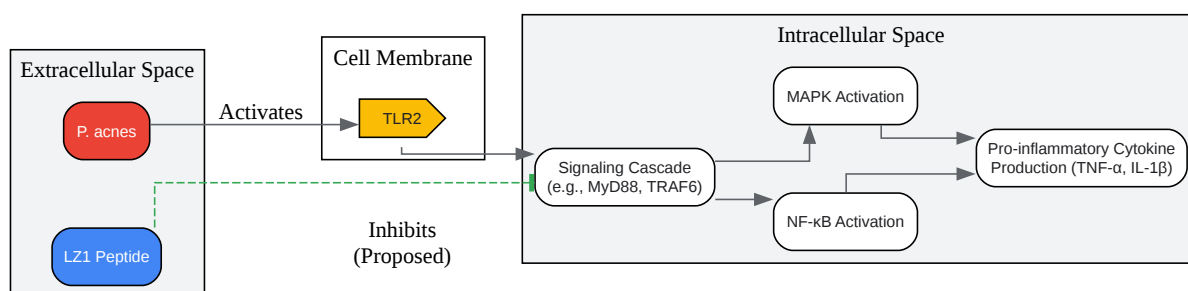 Extracellular Space
P. acnes
LZ1 Peptide
Activates
Cell Membrane
TLR2
Inhibits
(Proposed)
Intracellular Space
Signaling Cascade
(e.g., MyD88, TRAF6)
MAPK Activation
NF-κB Activation
Pro-inflammatory Cytokine
Production (TNF-α, IL-1β)